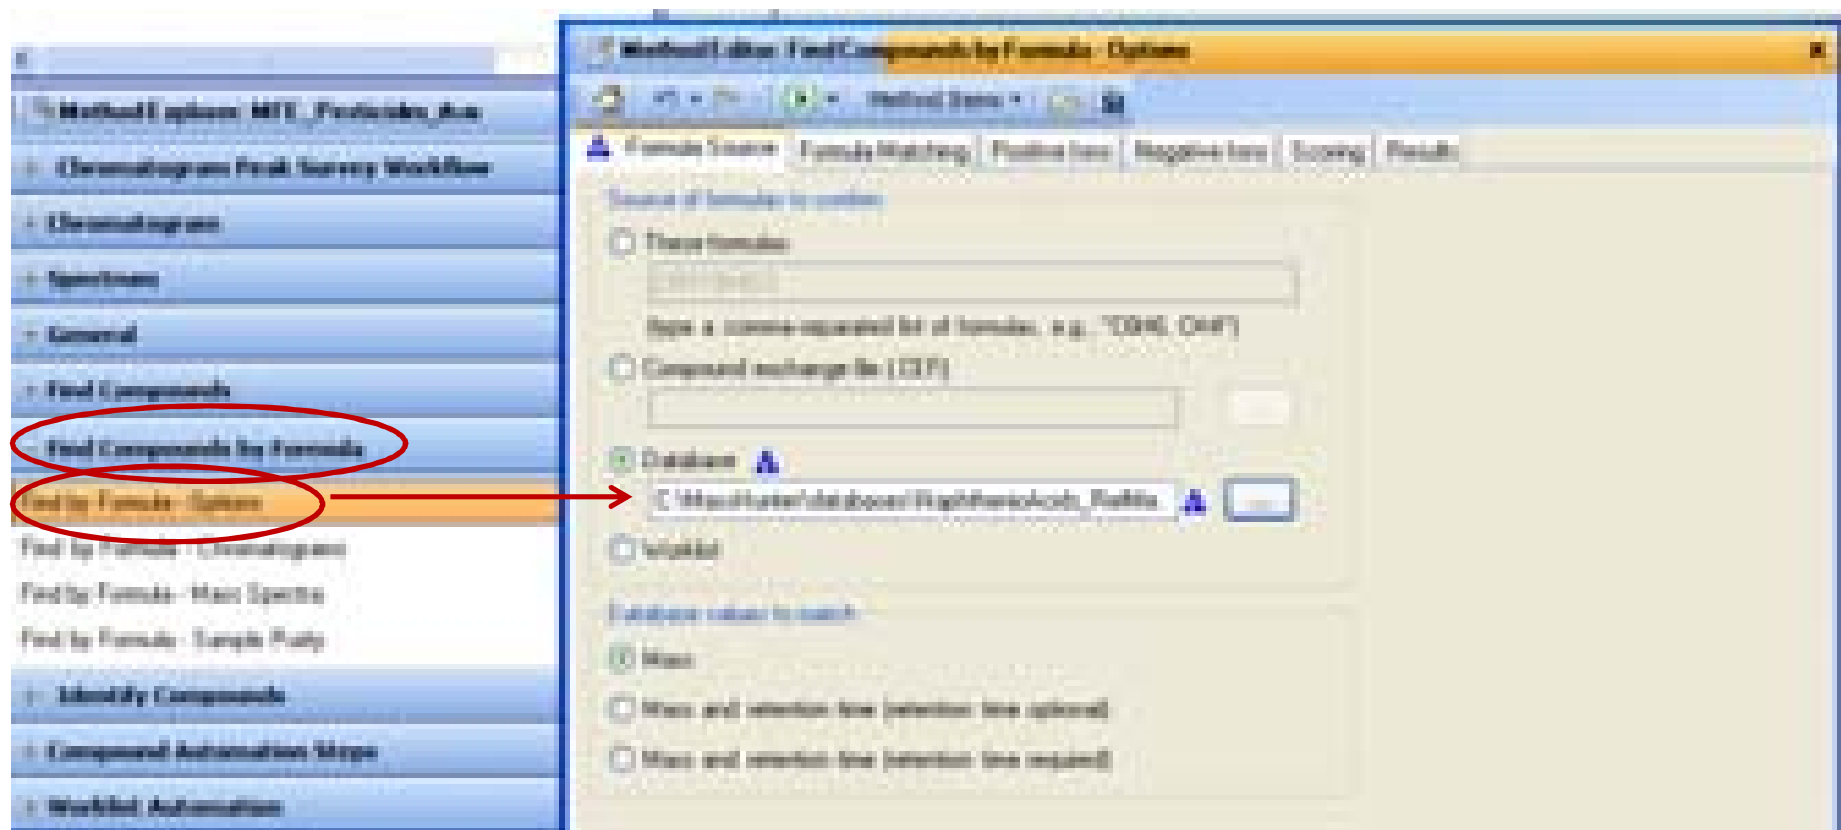 Method Explorer: MFE_Pesticides_
Chromatogram Peak Survey Workflow
Chromatogram
Spectrum
General
Find Compounds
Find Compounds by Formula
Find by Formula - Options
Find by Formula - Chromatograms
Find by Formula - Mass Spectra
Find by Formula - Sample Purity
Identify Compounds
Compound Automation Steps
Worklist Automation
Method Editor: Find Compounds by Formula - Options
Method Items
Formula Source
Formula Matching
Positive Ions
Negative Ions
Scoring
Results
Source of formulas to confirm
These formulas
(type a comma-separated list of formulas, e.g., "C6H6, CH4")
Compound exchange file (.CEF)
Database
C:\MassHunter\databases\NaphthenicAcids_
...
Worklist
Database values to match
Mass
Mass and retention time (retention time optional)
Mass and retention time (retention time required)